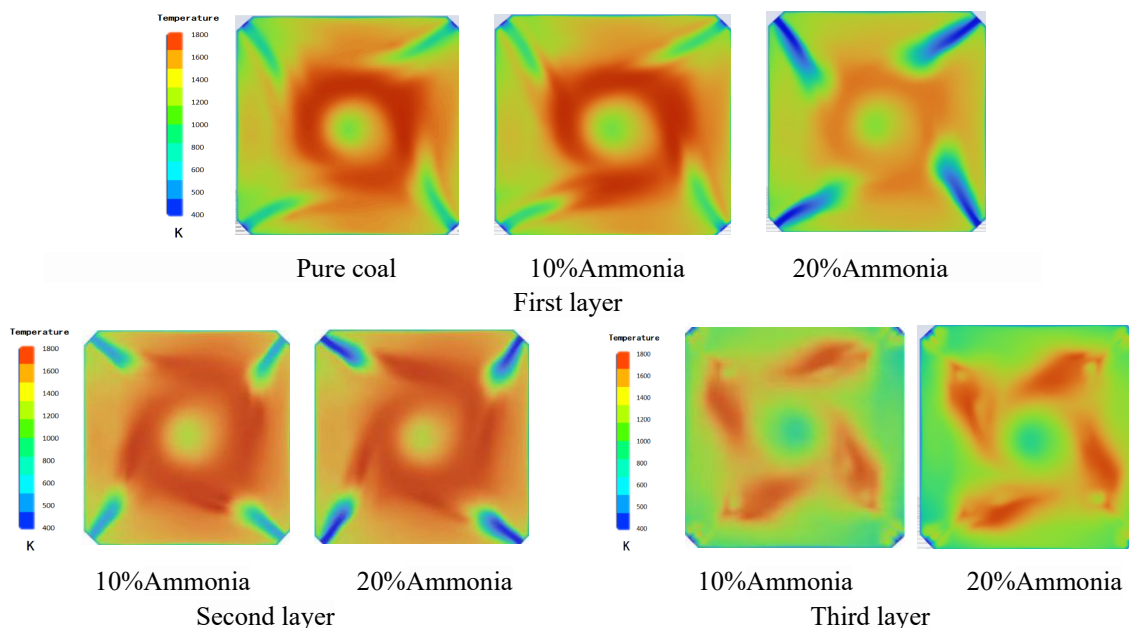 Temperature
1800
1600
1400
1200
1000
800
600
500
400
K
Pure coal
10%Ammonia
20%Ammonia
First layer
Temperature
1800
1600
1400
1200
1000
800
600
500
400
K
10%Ammonia
20%Ammonia
Second layer
Temperature
1800
1600
1400
1200
1000
800
600
500
400
K
10%Ammonia
20%Ammonia
Third layer